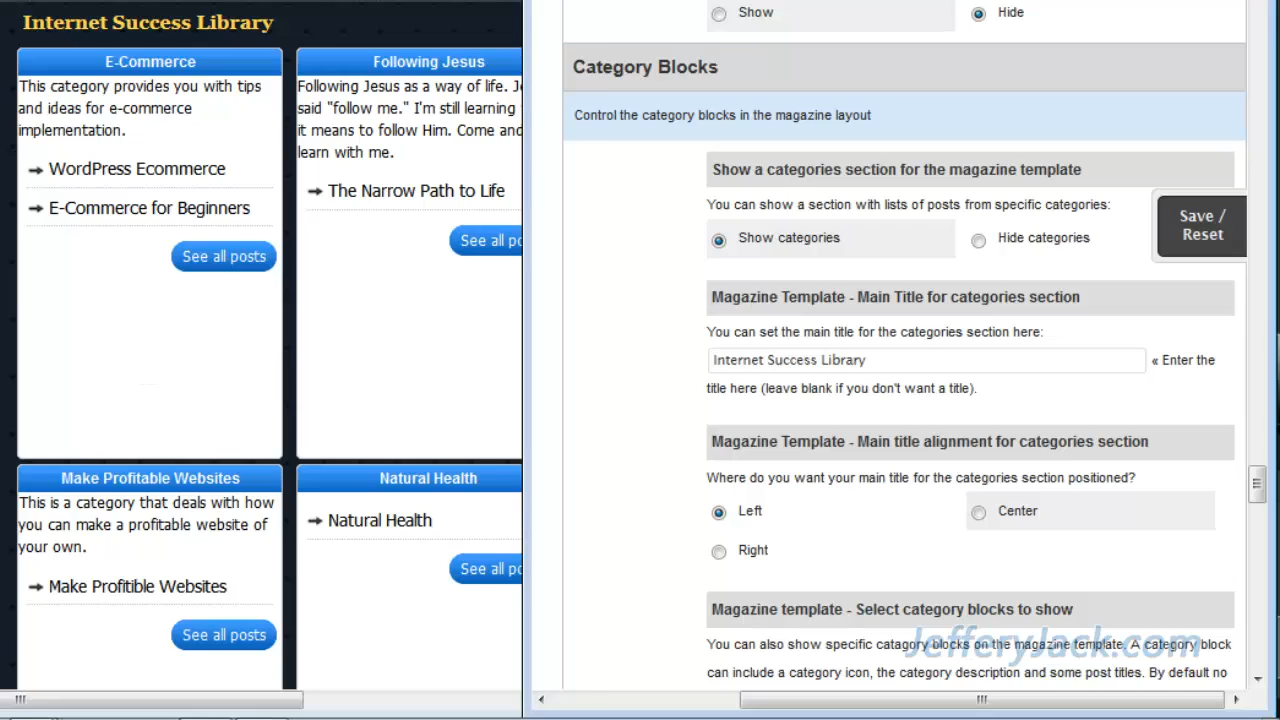 Internet Success Library
E-Commerce
This category provides you with tips
and ideas for e-commerce
implementation.
WordPress Ecommerce
E-Commerce for Beginners
See all posts
Following Jesus
Following Jesus as a way of life. J
said "follow me." I'm still learning
it means to follow Him. Come and
learn with me.
The Narrow Path to Life
See all po
Make Profitable Websites
This is a category that deals with how
you can make a profitable website of
your own.
Make Profitible Websites
See all posts
Natural Health
Natural Health
See all po
Show
Hide
Category Blocks
Control the category blocks in the magazine layout
Show a categories section for the magazine template
You can show a section with lists of posts from specific categories:
Show categories
Hide categories
Save /
Reset
Magazine Template - Main Title for categories section
You can set the main title for the categories section here:
Internet Success Library
« Enter the
title here (leave blank if you don't want a title).
Magazine Template - Main title alignment for categories section
Where do you want your main title for the categories section positioned?
Left
Center
Right
Magazine template - Select category blocks to show
You can also show specific catagory blocks on the magazine template. A category block
can include a category icon, the category description and some post titles. By default no
JefferyJack.com